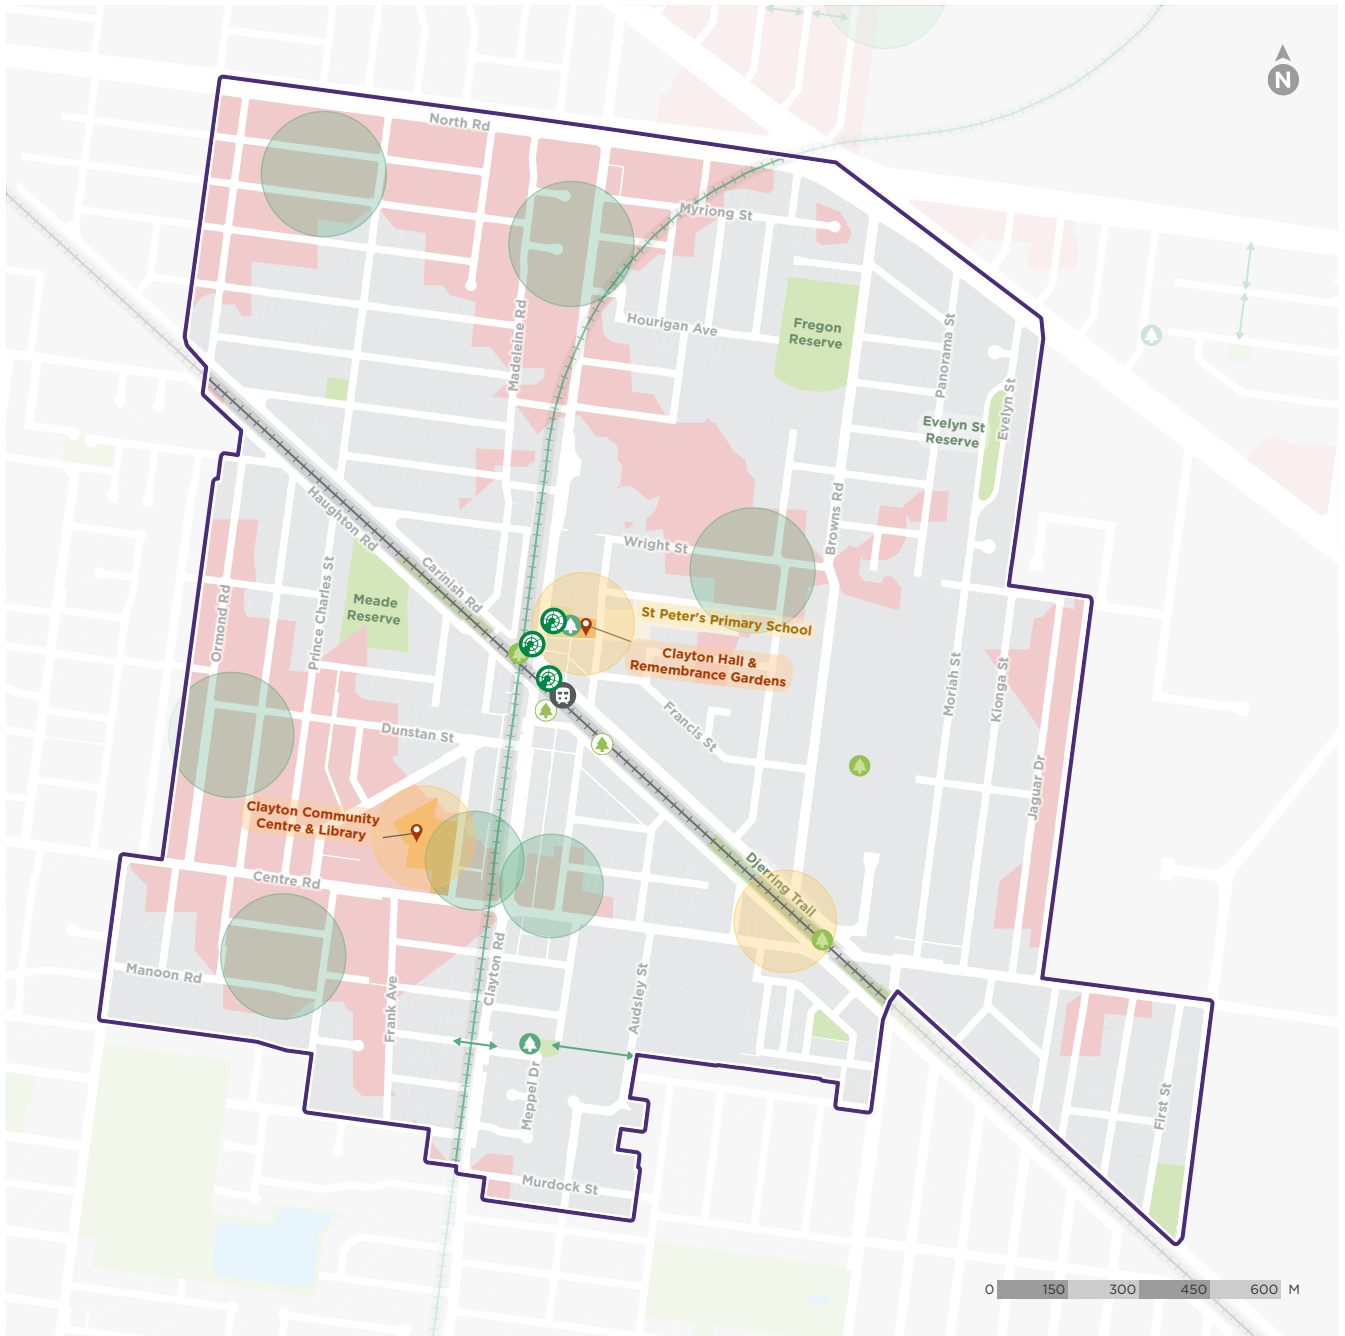 N
North Rd
Myriong St
Hourigan Ave
Madeleine Rd
Fregon
Reserve
Panorama St
Evelyn St
Evelyn St
Reserve
Haughton Rd
Carinish Rd
Browns Rd
Wright St
Prince Charles St
Ormond Rd
Meade
Reserve
St Peter's Primary School
Clayton Hall &
Remembrance Gardens
Francis St
Moriah St
Kionga St
Dunstan St
Jaguar Dr
Clayton Community
Centre & Library
Djerring Trail
Centre Rd
Clayton Rd
Manoon Rd
Frank Ave
Audsley St
Meppel Dr
First St
Murdock St
0 150 300 450 600 M